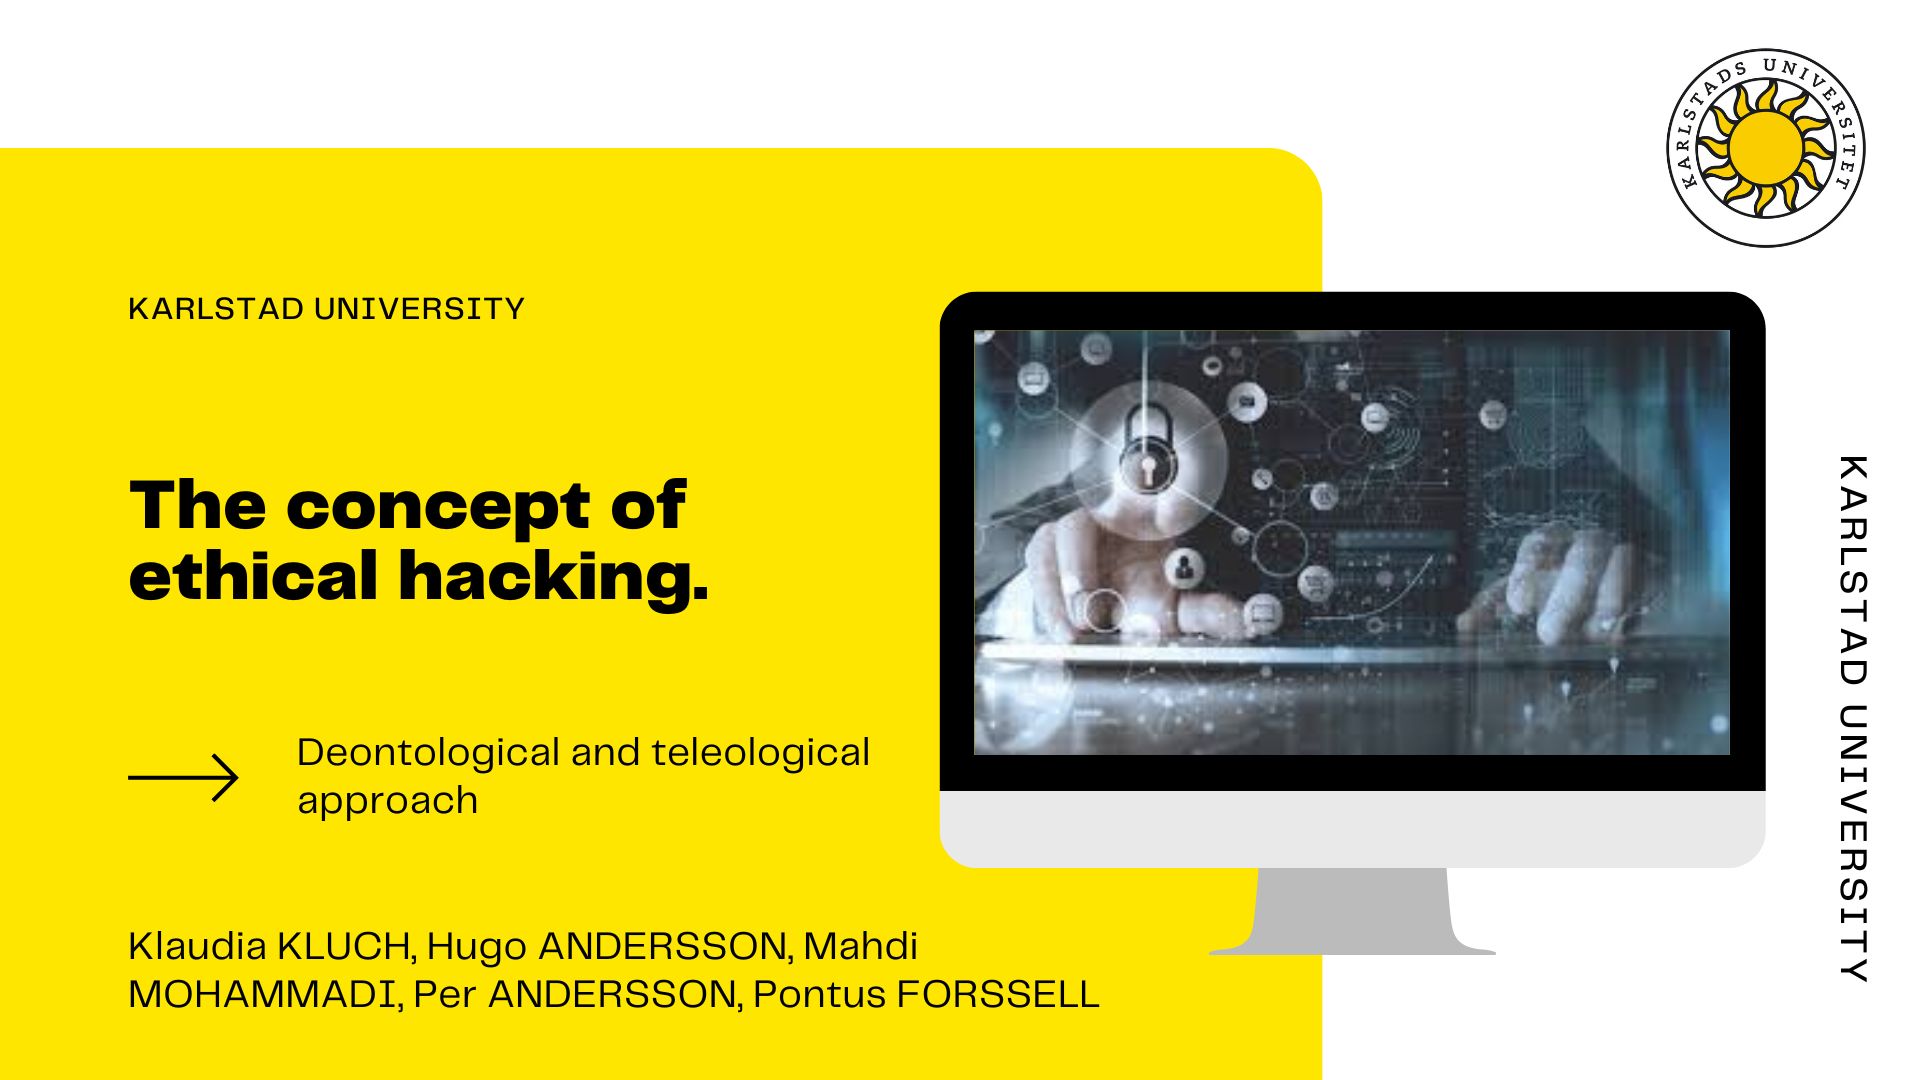 KARLSTADS UNIVERSITET
KARLSTAD UNIVERSITY
The concept of
ethical hacking.
Deontological and teleological
approach
Klaudia KLUCH, Hugo ANDERSSON, Mahdi
MOHAMMADI, Per ANDERSSON, Pontus FORSSELL
KARLSTAD UNIVERSITY